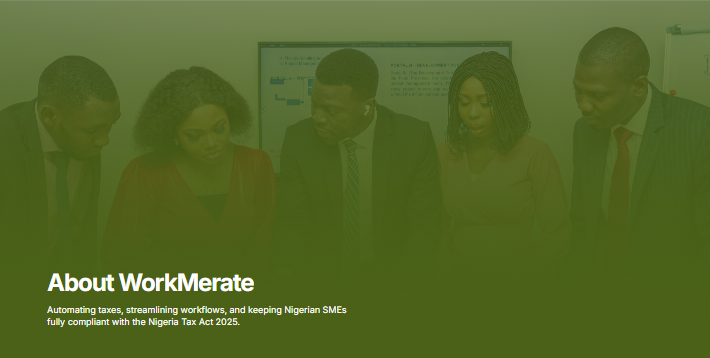 About WorkMerate
Automating taxes, streamlining workflows, and keeping Nigerian SMEs
fully compliant with the Nigeria Tax Act 2025.